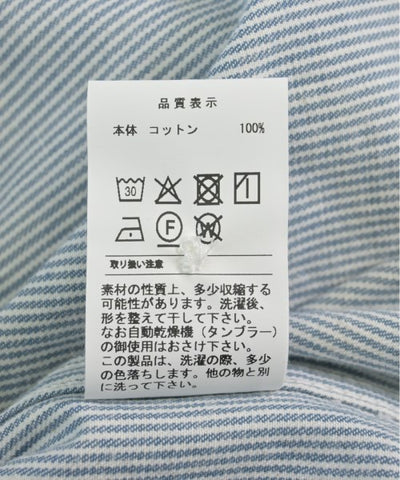 品質表示
本体 コットン 100%
30
F W
取り扱い注意
素材の性質上、多少収縮する
可能性があります。洗濯後、
形を整えて干して下さい。
なお自動乾燥機（タンブラー）
の御使用はおさけ下さい。
この製品は、洗濯の際、多少
の色落ちします。他の物と別
に洗って下さい。